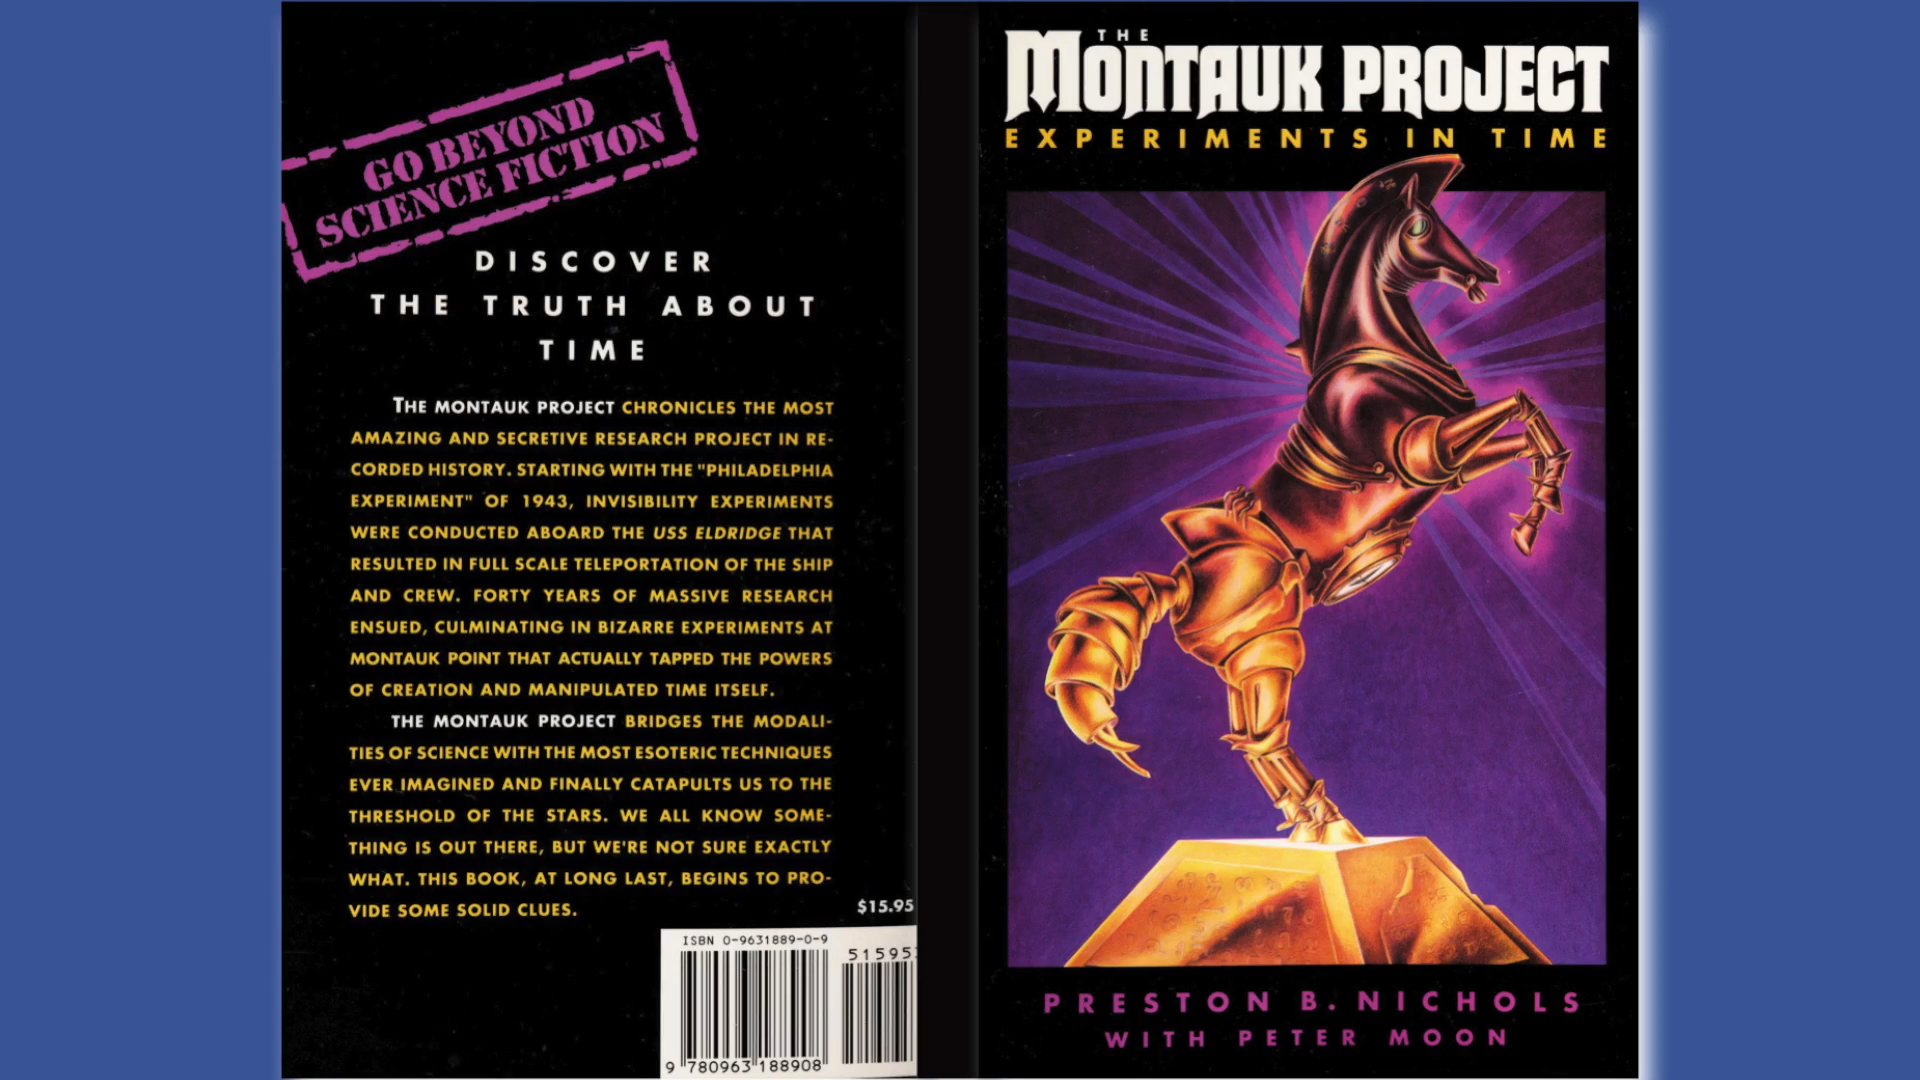 GO BEYOND
SCIENCE FICTION
DISCOVER
THE TRUTH ABOUT
TIME
THE MONTAUK PROJECT CHRONICLES THE MOST
AMAZING AND SECRETIVE RESEARCH PROJECT IN RE-
CORDED HISTORY. STARTING WITH THE "PHILADELPHIA
EXPERIMENT" OF 1943, INVISIBILITY EXPERIMENTS
WERE CONDUCTED ABOARD THE USS ELDRIDGE THAT
RESULTED IN FULL SCALE TELEPORTATION OF THE SHIP
AND CREW. FORTY YEARS OF MASSIVE RESEARCH
ENSUED, CULMINATING IN BIZARRE EXPERIMENTS AT
MONTAUK POINT THAT ACTUALLY TAPPED THE POWERS
OF CREATION AND MANIPULATED TIME ITSELF.
THE MONTAUK PROJECT BRIDGES THE MODALI-
TIES OF SCIENCE WITH THE MOST ESOTERIC TECHNIQUES
EVER IMAGINED AND FINALLY CATAPULTS US TO THE
THRESHOLD OF THE STARS. WE ALL KNOW SOME-
THING IS OUT THERE, BUT WE'RE NOT SURE EXACTLY
WHAT. THIS BOOK, AT LONG LAST, BEGINS TO PRO-
VIDE SOME SOLID CLUES.
$15.95
ISBN 0-9631889-0-9
51595
9 780963 188908
THE
MONTAUK PROJECT
EXPERIMENTS IN TIME
PRESTON B. NICHOLS
WITH PETER MOON